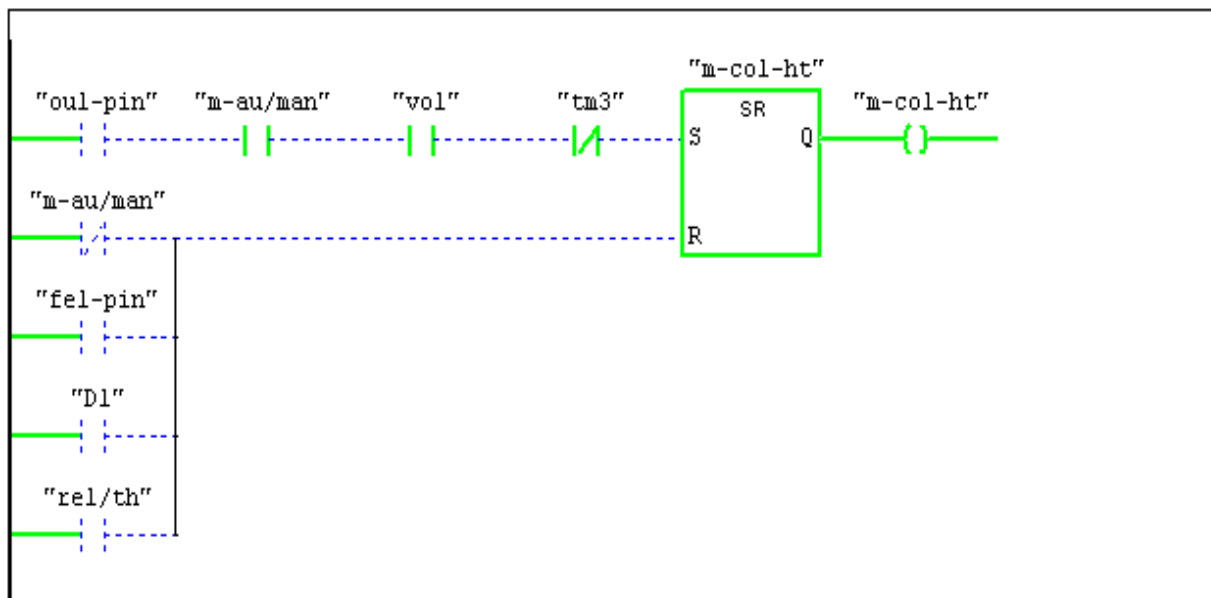 "m-col-ht"
"oul-pin" "m-au/man" "vol" "tm3" SR "m-col-ht"
S Q
"m-au/man"
R
"fel-pin"
"D1"
"rel/th"